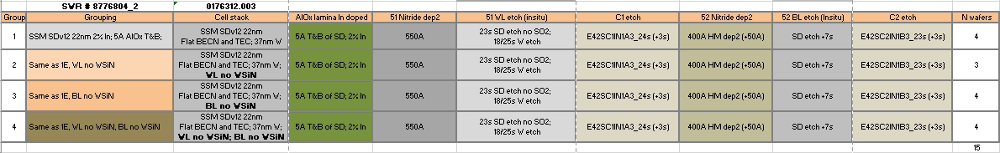 SWR # 8776804_2 0176312.003
Group Grouping Cell stack AlOx lamina In doped 51 Nitride dep2 51 WL etch (insitu) C1 etch 52 Nitride dep2 52 BL etch (Insitu) C2 etch N wafers
1 SSM SDv12 22nm 2% In; 5A AlOx T&B;
SSM SDv12 22nm
Flat BECN and TEC; 37nm W
5A T&B of SD; 2% In 550A
23s SD etch no SO2;
18/25s W etch
E42SC1IN1A3_24s (+3s) 400A HM dep2 (+50A) SD etch +7s E42SC2IN1B3_23s (+3s) 4
2 Same as 1E, WL no WSiN
SSM SDv12 22nm
Flat BECN and TEC; 37nm W;
WL no WSiN
5A T&B of SD; 2% In 550A
23s SD etch no SO2;
18/25s W etch
E42SC1IN1A3_24s (+3s) 400A HM dep2 (+50A) SD etch +7s E42SC2IN1B3_23s (+3s) 3
3 Same as 1E, BL no WSiN
SSM SDv12 22nm
Flat BECN and TEC; 37nm W;
BL no WSiN
5A T&B of SD; 2% In 550A
23s SD etch no SO2;
18/25s W etch
E42SC1IN1A3_24s (+3s) 400A HM dep2 (+50A) SD etch +7s E42SC2IN1B3_23s (+3s) 4
4 Same as 1E, WL no WSiN, BL no WSiN
SSM SDv12 22nm
Flat BECN and TEC; 37nm W;
WL no WSiN; BL no WSiN
5A T&B of SD; 2% In 550A
23s SD etch no SO2;
18/25s W etch
E42SC1IN1A3_24s (+3s) 400A HM dep2 (+50A) SD etch +7s E42SC2IN1B3_23s (+3s) 4
15